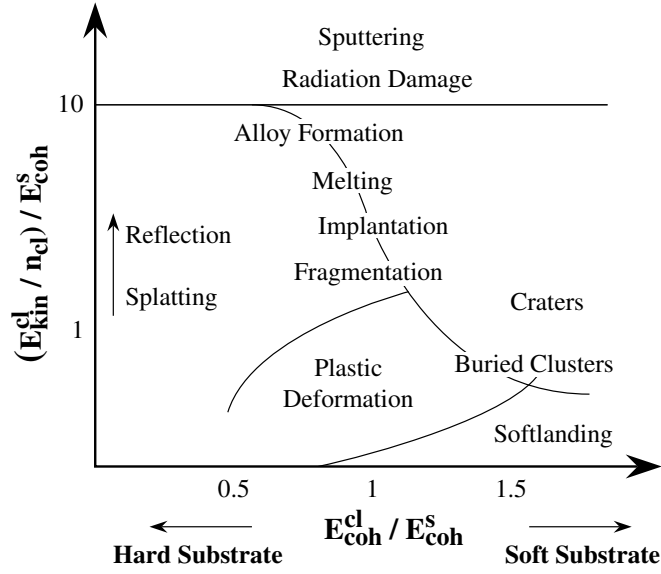 Sputtering
Radiation Damage
10
Alloy Formation
Melting
Implantation
Reflection
Fragmentation
Splatting
Craters
1
Buried Clusters
Plastic
Deformation
Softlanding
(E^cl_kin / n_cl) / E^s_coh
0.5 1 1.5
E^cl_coh / E^s_coh
Hard Substrate Soft Substrate